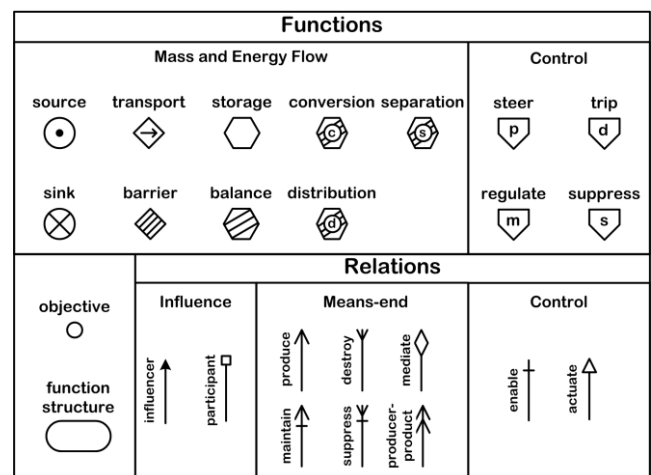 Functions
Mass and Energy Flow
Control
source transport storage conversion separation
c s
steer trip
p d
sink barrier balance distribution
d
regulate suppress
m s
Relations
objective
function
structure
Influence
influencer
participant
Means-end
produce
destroy
mediate
maintain
suppress
producer-
product
Control
enable
actuate